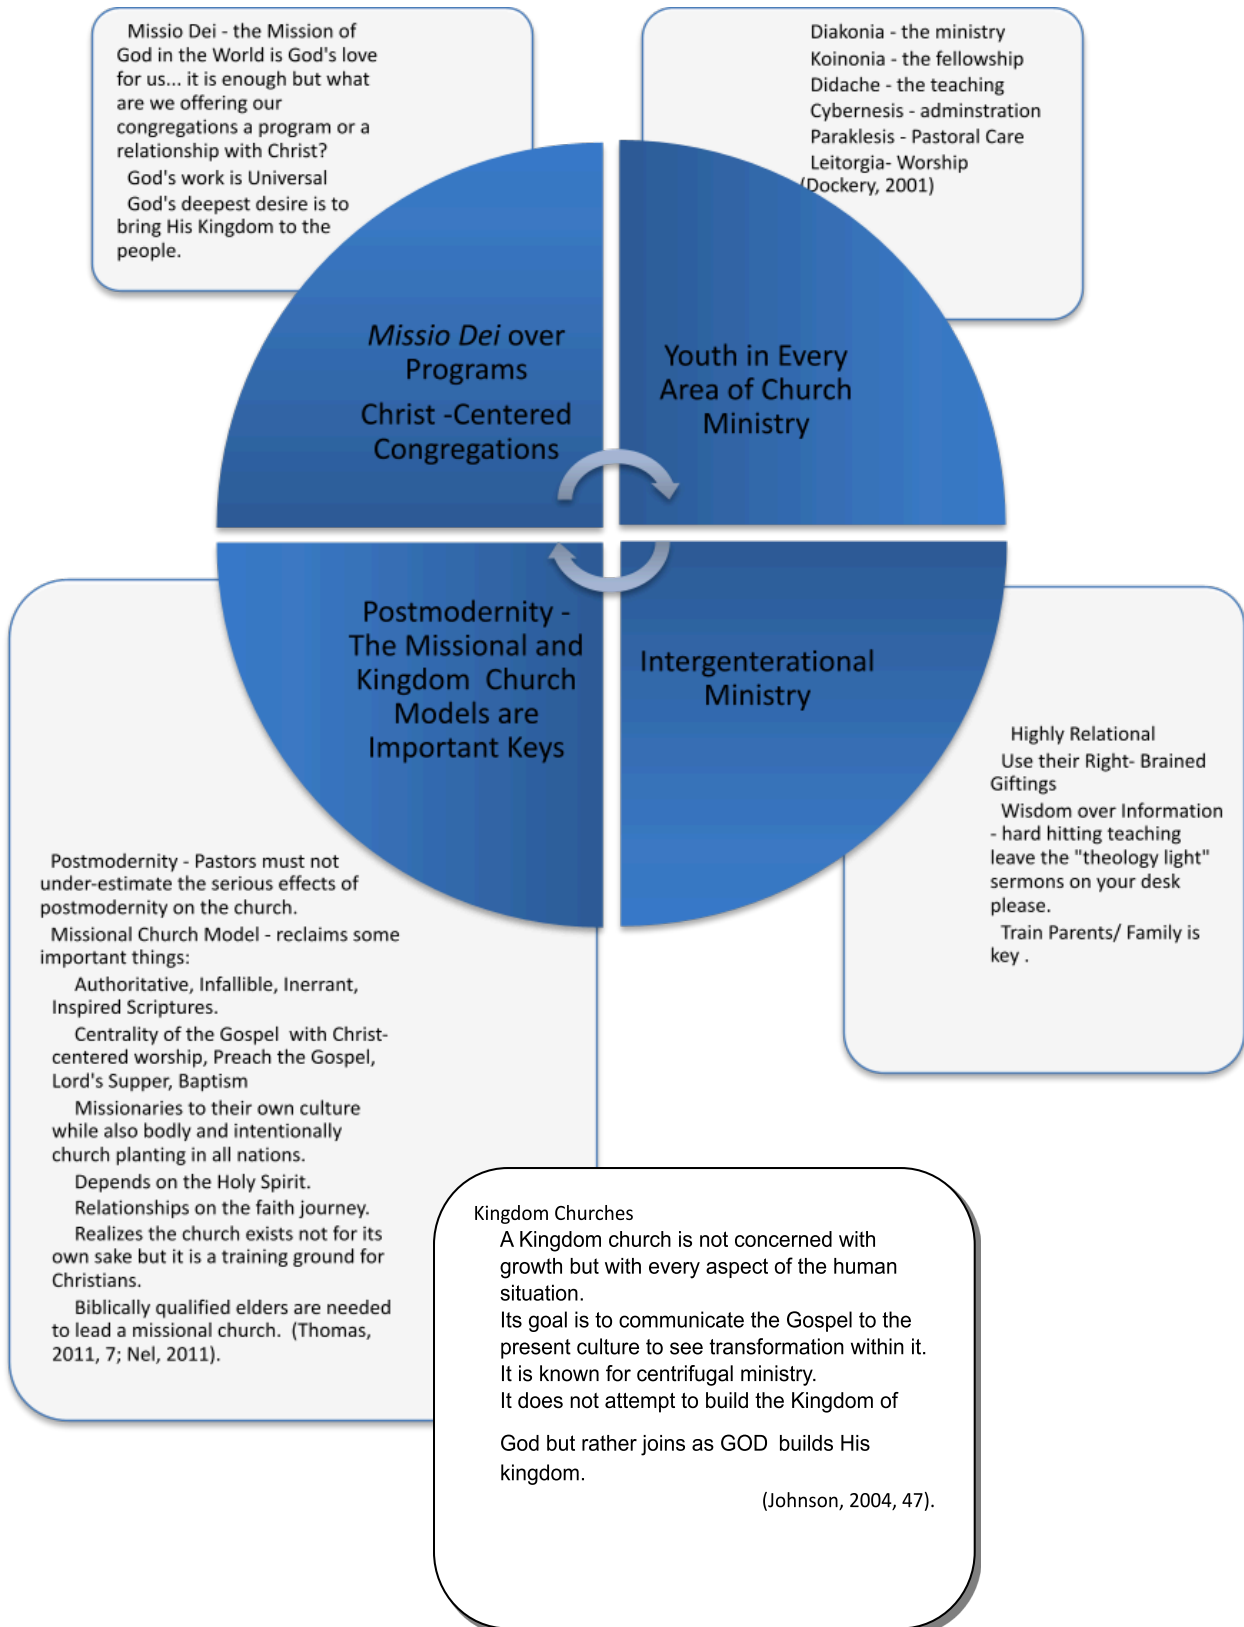 Missio Dei - the Mission of
God in the World is God's love
for us... it is enough but what
are we offering our
congregations a program or a
relationship with Christ?
God's work is Universal
God's deepest desire is to
bring His Kingdom to the
people.
Diakonia - the ministry
Koinonia - the fellowship
Didache - the teaching
Cybernesis - adminstration
Paraklesis - Pastoral Care
Leitorgia- Worship
(Dockery, 2001)
Missio Dei over
Programs
Christ -Centered
Congregations
Youth in Every
Area of Church
Ministry
Postmodernity -
The Missional and
Kingdom Church
Models are
Important Keys
Intergenterational
Ministry
Highly Relational
Use their Right- Brained
Giftings
Wisdom over Information
- hard hitting teaching
leave the "theology light"
sermons on your desk
please.
Train Parents/ Family is
key .
Postmodernity - Pastors must not
under-estimate the serious effects of
postmodernity on the church.
Missional Church Model - reclaims some
important things:
Authoritative, Infallible, Inerrant,
Inspired Scriptures.
Centrality of the Gospel with Christ-
centered worship, Preach the Gospel,
Lord's Supper, Baptism
Missionaries to their own culture
while also bodly and intentionally
church planting in all nations.
Depends on the Holy Spirit.
Relationships on the faith journey.
Realizes the church exists not for its
own sake but it is a training ground for
Christians.
Biblically qualified elders are needed
to lead a missional church. (Thomas,
2011, 7; Nel, 2011).
Kingdom Churches
A Kingdom church is not concerned with
growth but with every aspect of the human
situation.
Its goal is to communicate the Gospel to the
present culture to see transformation within it.
It is known for centrifugal ministry.
It does not attempt to build the Kingdom of
God but rather joins as GOD builds His
kingdom.
(Johnson, 2004, 47).